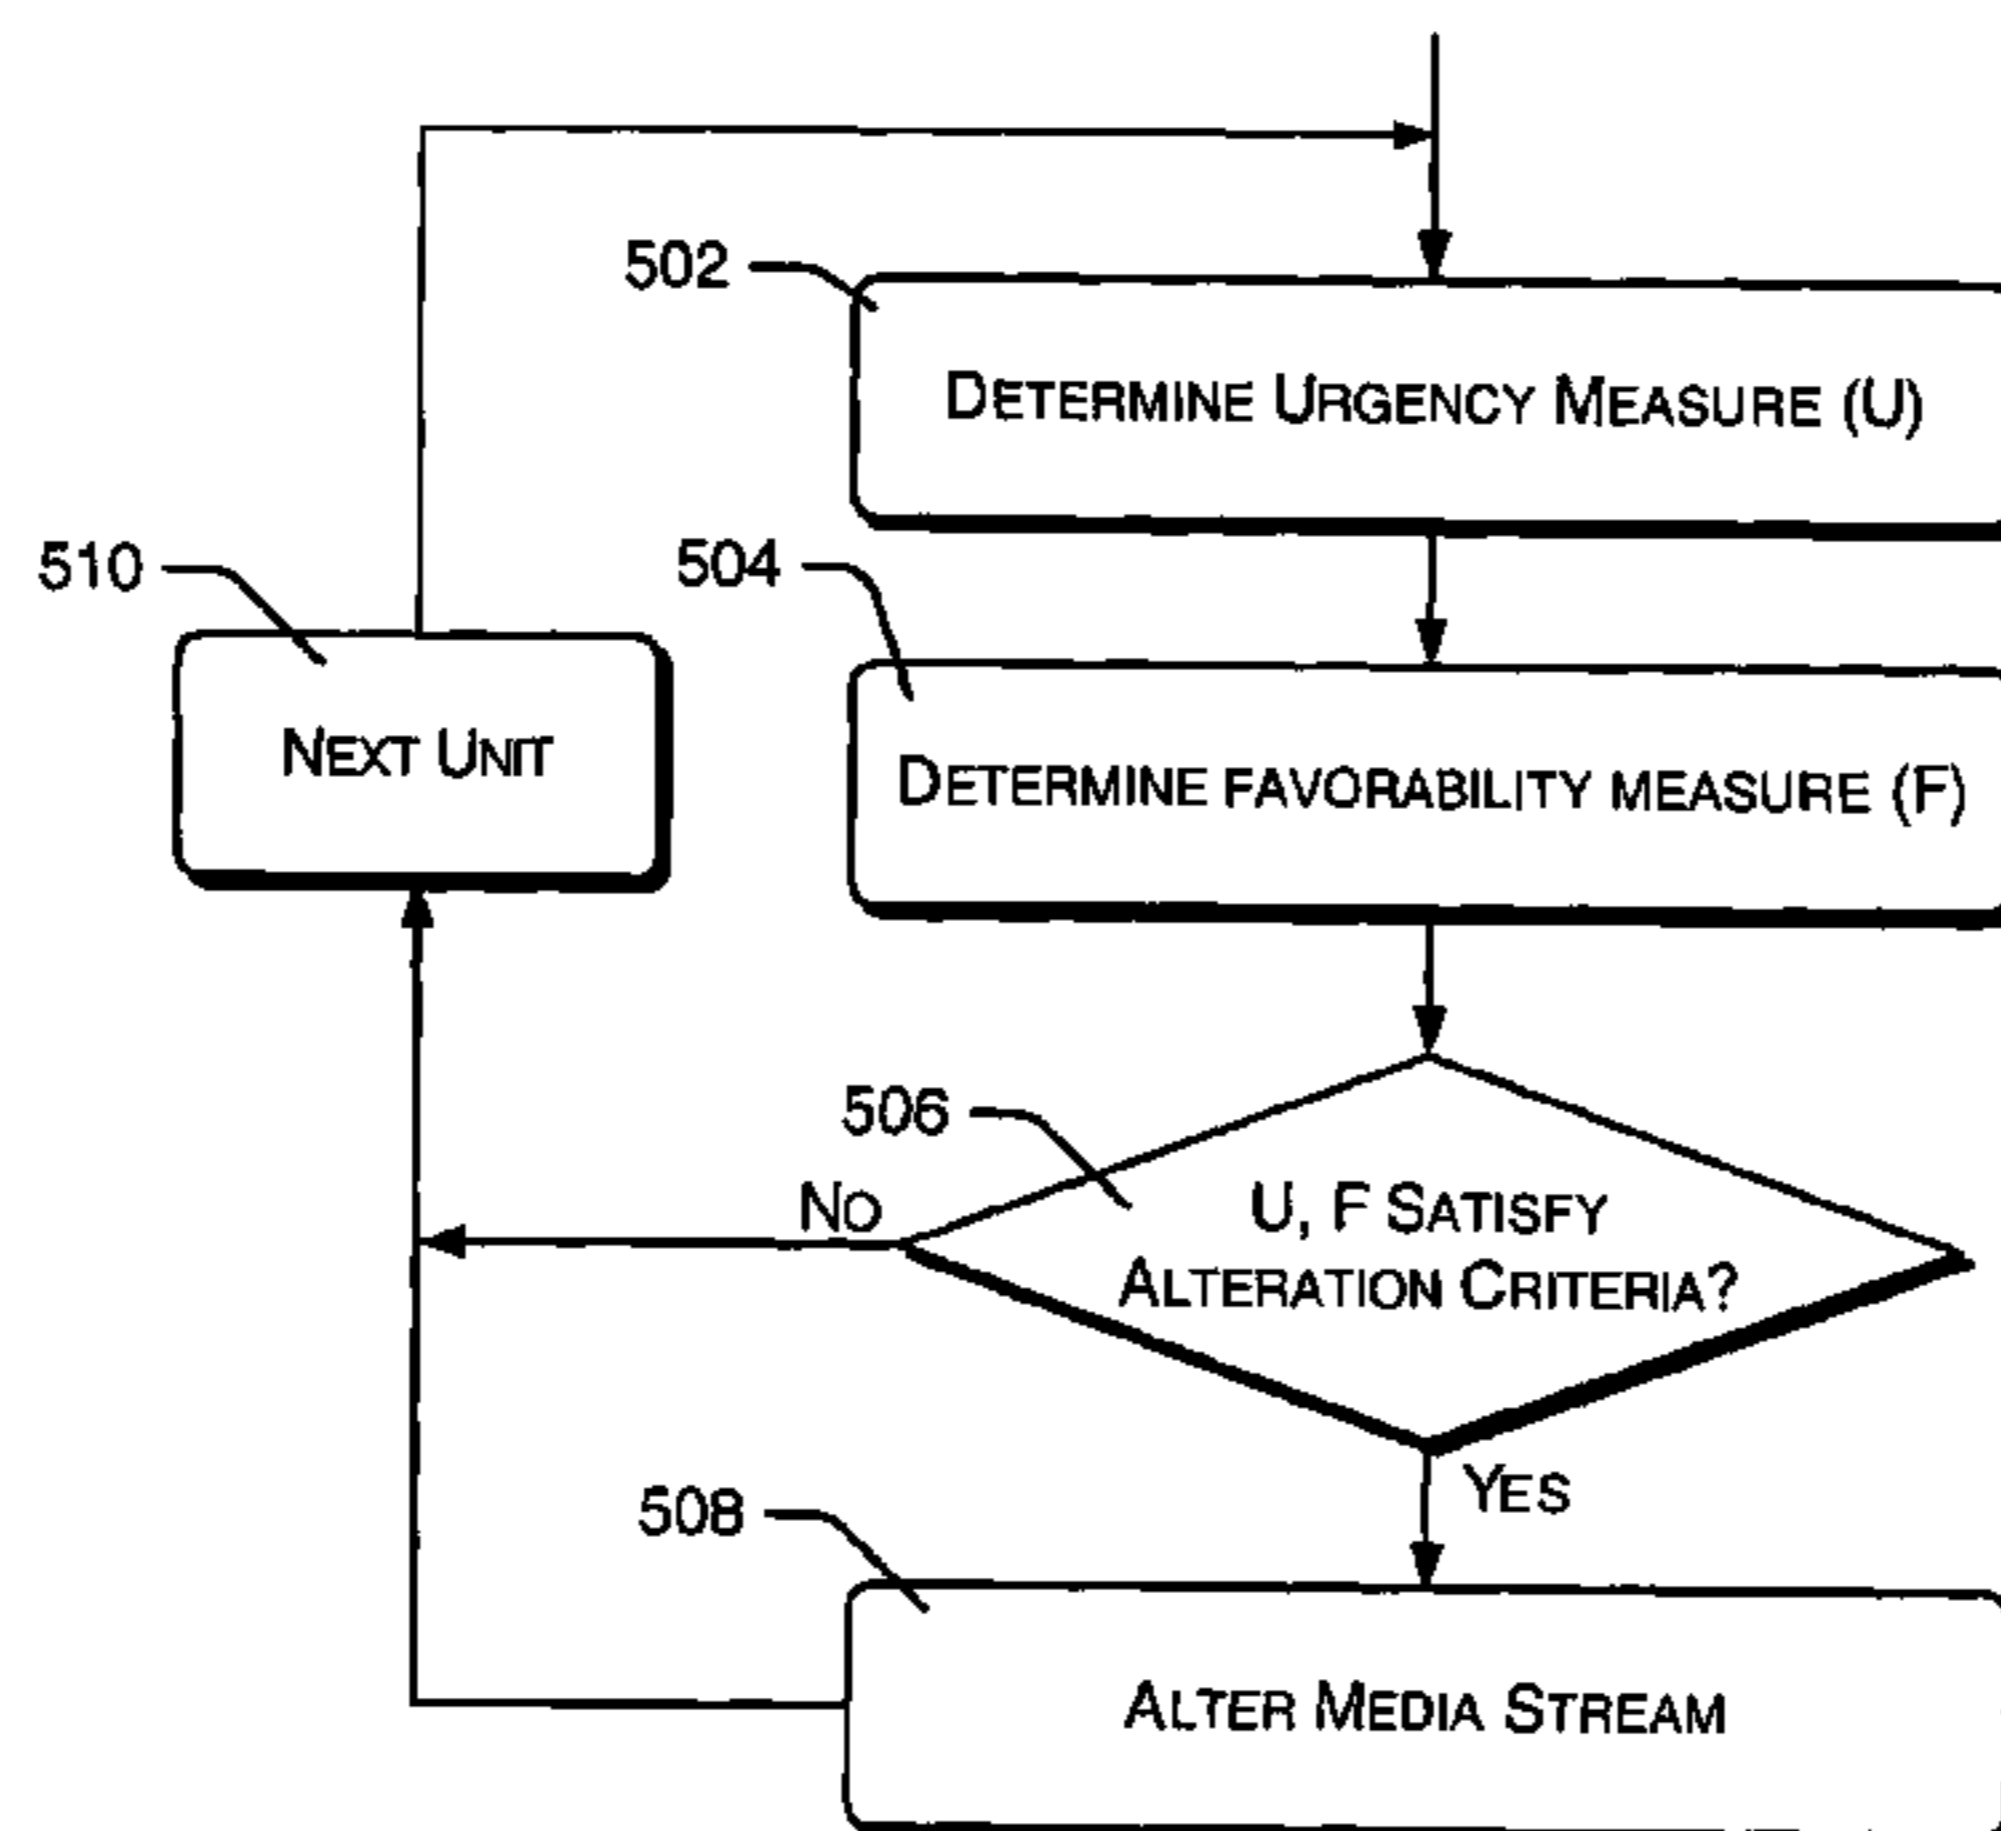 502
DETERMINE URGENCY MEASURE (U)
510
504
NEXT UNIT
DETERMINE FAVORABILITY MEASURE (F)
506
NO
U, F SATISFY
ALTERATION CRITERIA?
YES
508
ALTER MEDIA STREAM